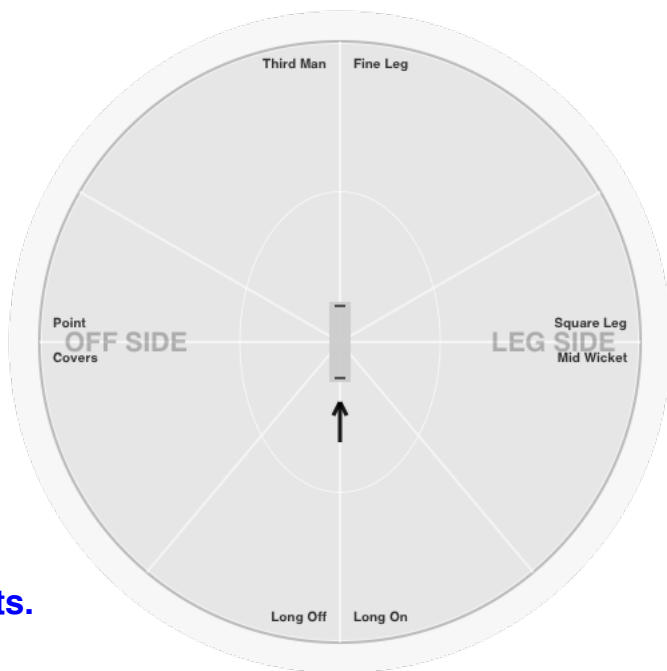 Third Man Fine Leg
Point
Square Leg
OFF SIDE LEG SIDE
Covers
Mid Wicket
ts.
Long Off Long On